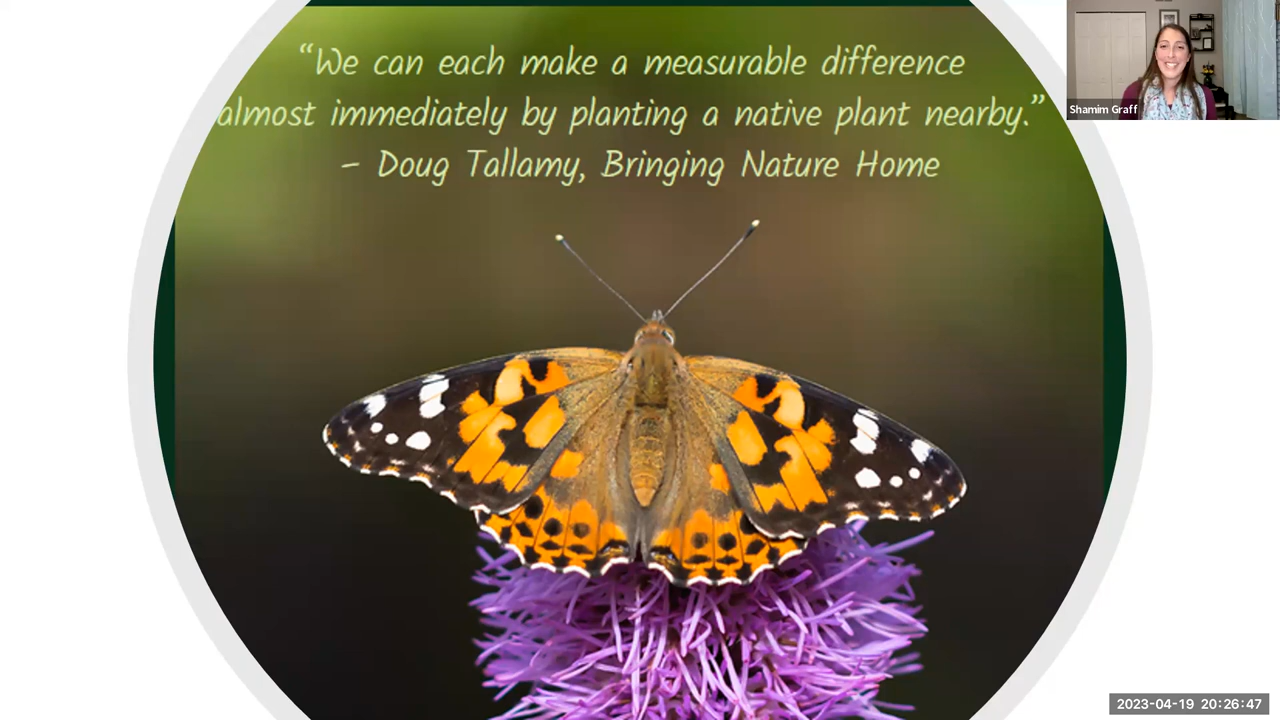 “We can each make a measurable difference
almost immediately by planting a native plant nearby.”
– Doug Tallamy, Bringing Nature Home
Shamim Graff
2023-04-19 20:26:47